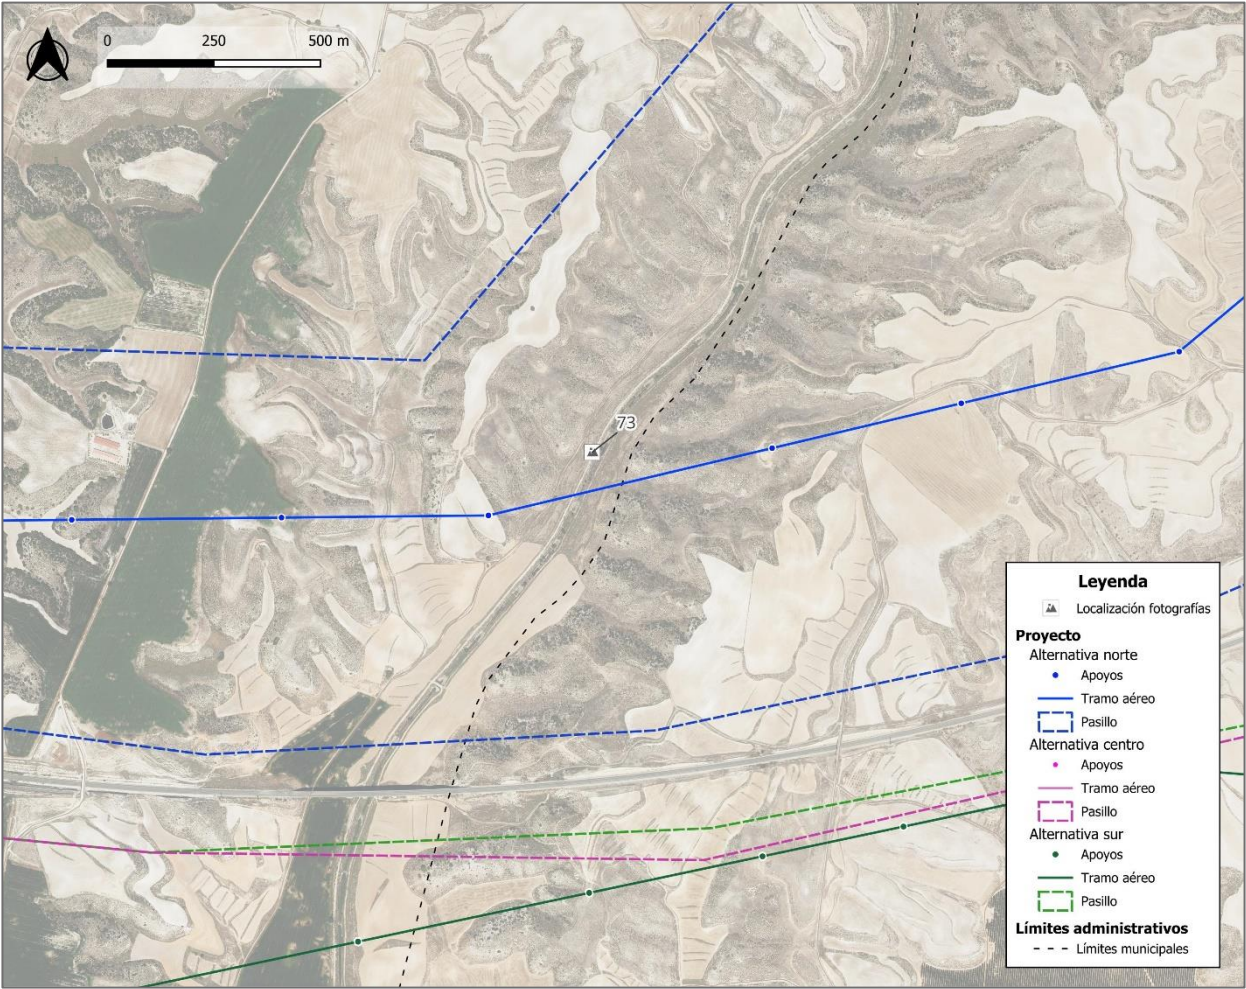 0 250 500 m
73
Leyenda
Localización fotografías
Proyecto
Alternativa norte
Apoyos
Tramo aéreo
Pasillo
Alternativa centro
Apoyos
Tramo aéreo
Pasillo
Alternativa sur
Apoyos
Tramo aéreo
Pasillo
Límites administrativos
Límites municipales